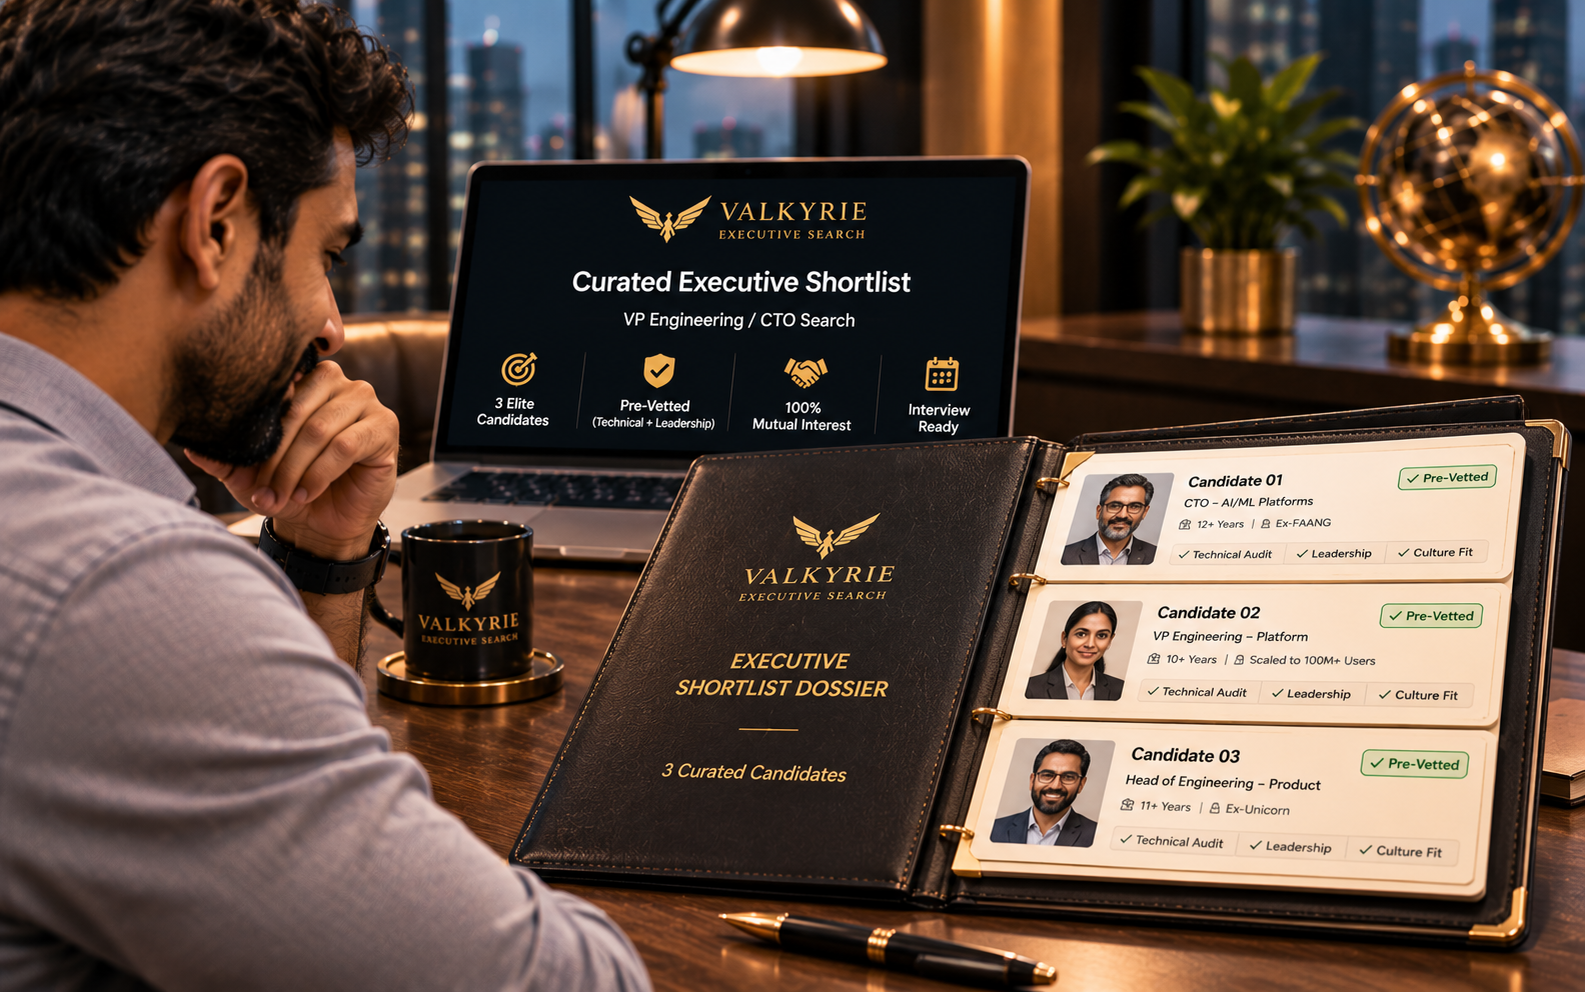 VALKYRIE
EXECUTIVE SEARCH
Curated Executive Shortlist
VP Engineering / CTO Search
3 Elite
Candidates
Pre-Vetted
(Technical + Leadership)
100%
Mutual Interest
Interview
Ready
VALKYRIE
EXECUTIVE SEARCH
VALKYRIE
EXECUTIVE SEARCH
EXECUTIVE
SHORTLIST DOSSIER
3 Curated Candidates
Candidate 01
Pre-Vetted
CTO – AI/ML Platforms
12+ Years | Ex-FAANG
Technical Audit Leadership Culture Fit
Candidate 02
Pre-Vetted
VP Engineering – Platform
10+ Years | Scaled to 100M+ Users
Technical Audit Leadership Culture Fit
Candidate 03
Pre-Vetted
Head of Engineering – Product
11+ Years | Ex-Unicorn
Technical Audit Leadership Culture Fit